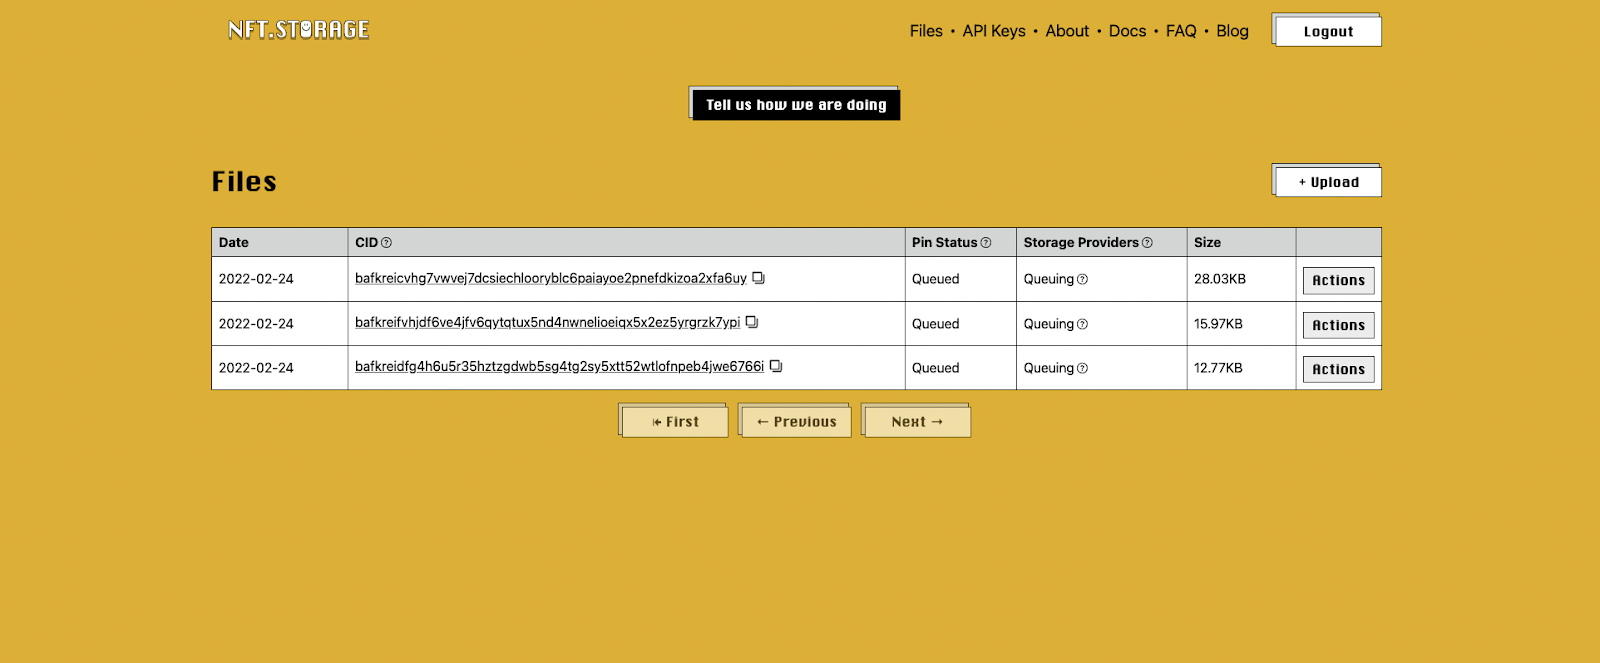 NFT.STORAGE
Files • API Keys • About • Docs • FAQ • Blog
Logout
Tell us how we are doing
Files
+ Upload
Date CID Pin Status Storage Providers Size
2022-02-24 bafkreicvhg7vwvej7dcsiechlooryblc6paiayoe2pnefdkizoa2xfa6uy Queued Queuing 28.03KB Actions
2022-02-24 bafkreifvhjdf6ve4jfv6qytqtux5nd4nwnelioeiqx5x2ez5yrgrzk7ypi Queued Queuing 15.97KB Actions
2022-02-24 bafkreidfg4h6u5r35hztzgdwb5sg4tg2sy5xtt52wtlofnpeb4jwe6766i Queued Queuing 12.77KB Actions
⇤ First ← Previous Next →